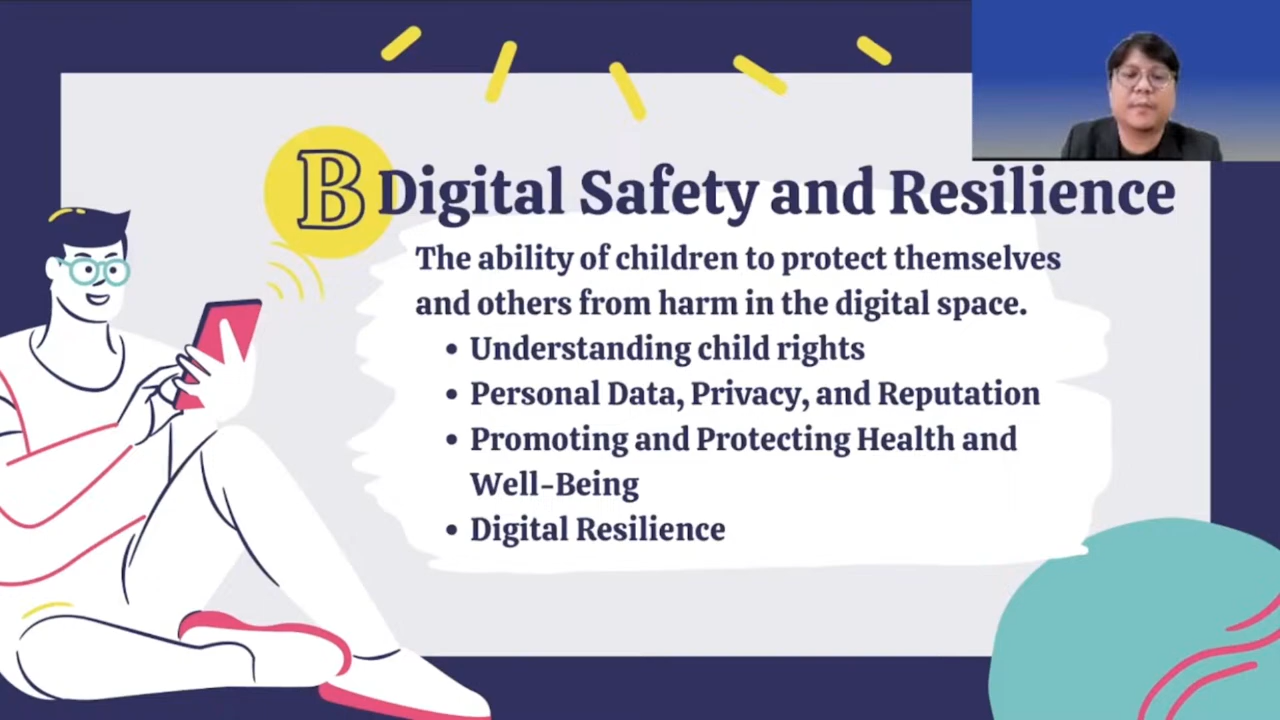 B Digital Safety and Resilience
The ability of children to protect themselves
and others from harm in the digital space.
• Understanding child rights
• Personal Data, Privacy, and Reputation
• Promoting and Protecting Health and
Well-Being
• Digital Resilience